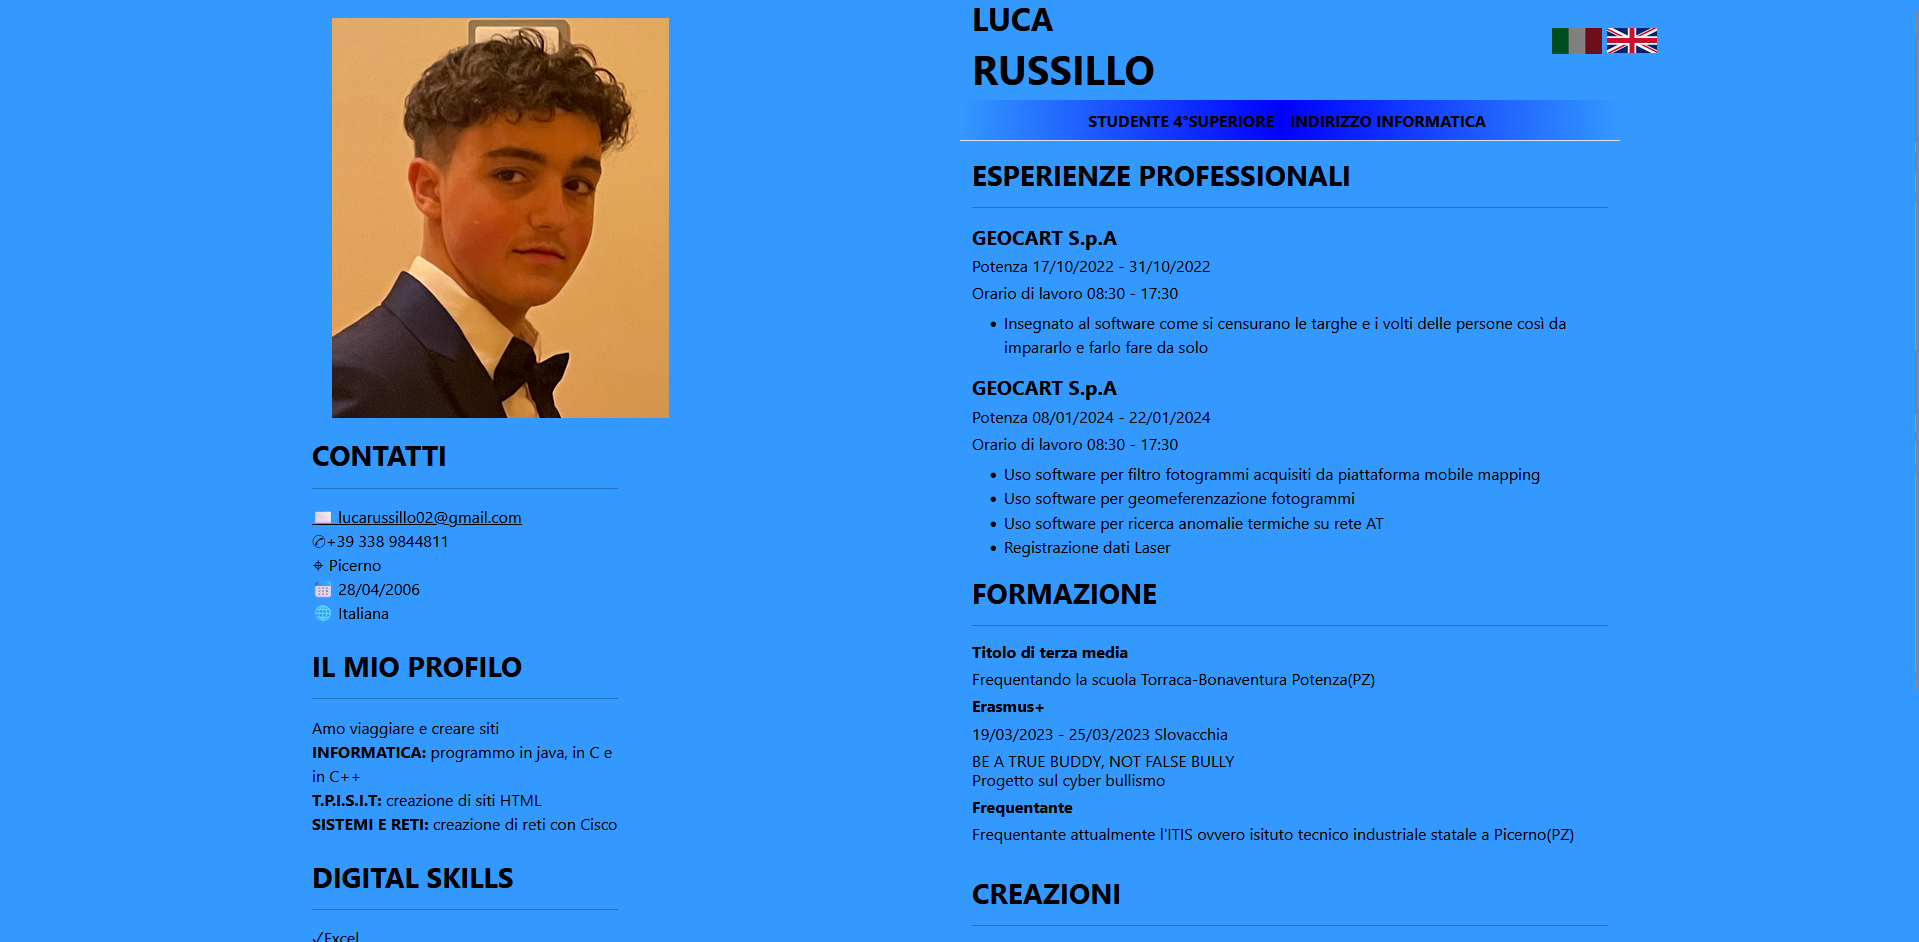 LUCA
RUSSILLO
STUDENTE 4°SUPERIORE INDIRIZZO INFORMATICA
CONTATTI
✉️ lucarussillo02@gmail.com
✆+39 338 9844811
⌖ Picerno
📅 28/04/2006
🌐 Italiana
IL MIO PROFILO
Amo viaggiare e creare siti
INFORMATICA: programmo in java, in C e
in C++
T.P.I.S.I.T: creazione di siti HTML
SISTEMI E RETI: creazione di reti con Cisco
DIGITAL SKILLS
✓Excel
ESPERIENZE PROFESSIONALI
GEOCART S.p.A
Potenza 17/10/2022 - 31/10/2022
Orario di lavoro 08:30 - 17:30
• Insegnato al software come si censurano le targhe e i volti delle persone così da
impararlo e farlo fare da solo
GEOCART S.p.A
Potenza 08/01/2024 - 22/01/2024
Orario di lavoro 08:30 - 17:30
• Uso software per filtro fotogrammi acquisiti da piattaforma mobile mapping
• Uso software per geomeferenzazione fotogrammi
• Uso software per ricerca anomalie termiche su rete AT
• Registrazione dati Laser
FORMAZIONE
Titolo di terza media
Frequentando la scuola Torraca-Bonaventura Potenza(PZ)
Erasmus+
19/03/2023 - 25/03/2023 Slovacchia
BE A TRUE BUDDY, NOT FALSE BULLY
Progetto sul cyber bullismo
Frequentante
Frequentante attualmente l'ITIS ovvero isituto tecnico industriale statale a Picerno(PZ)
CREAZIONI